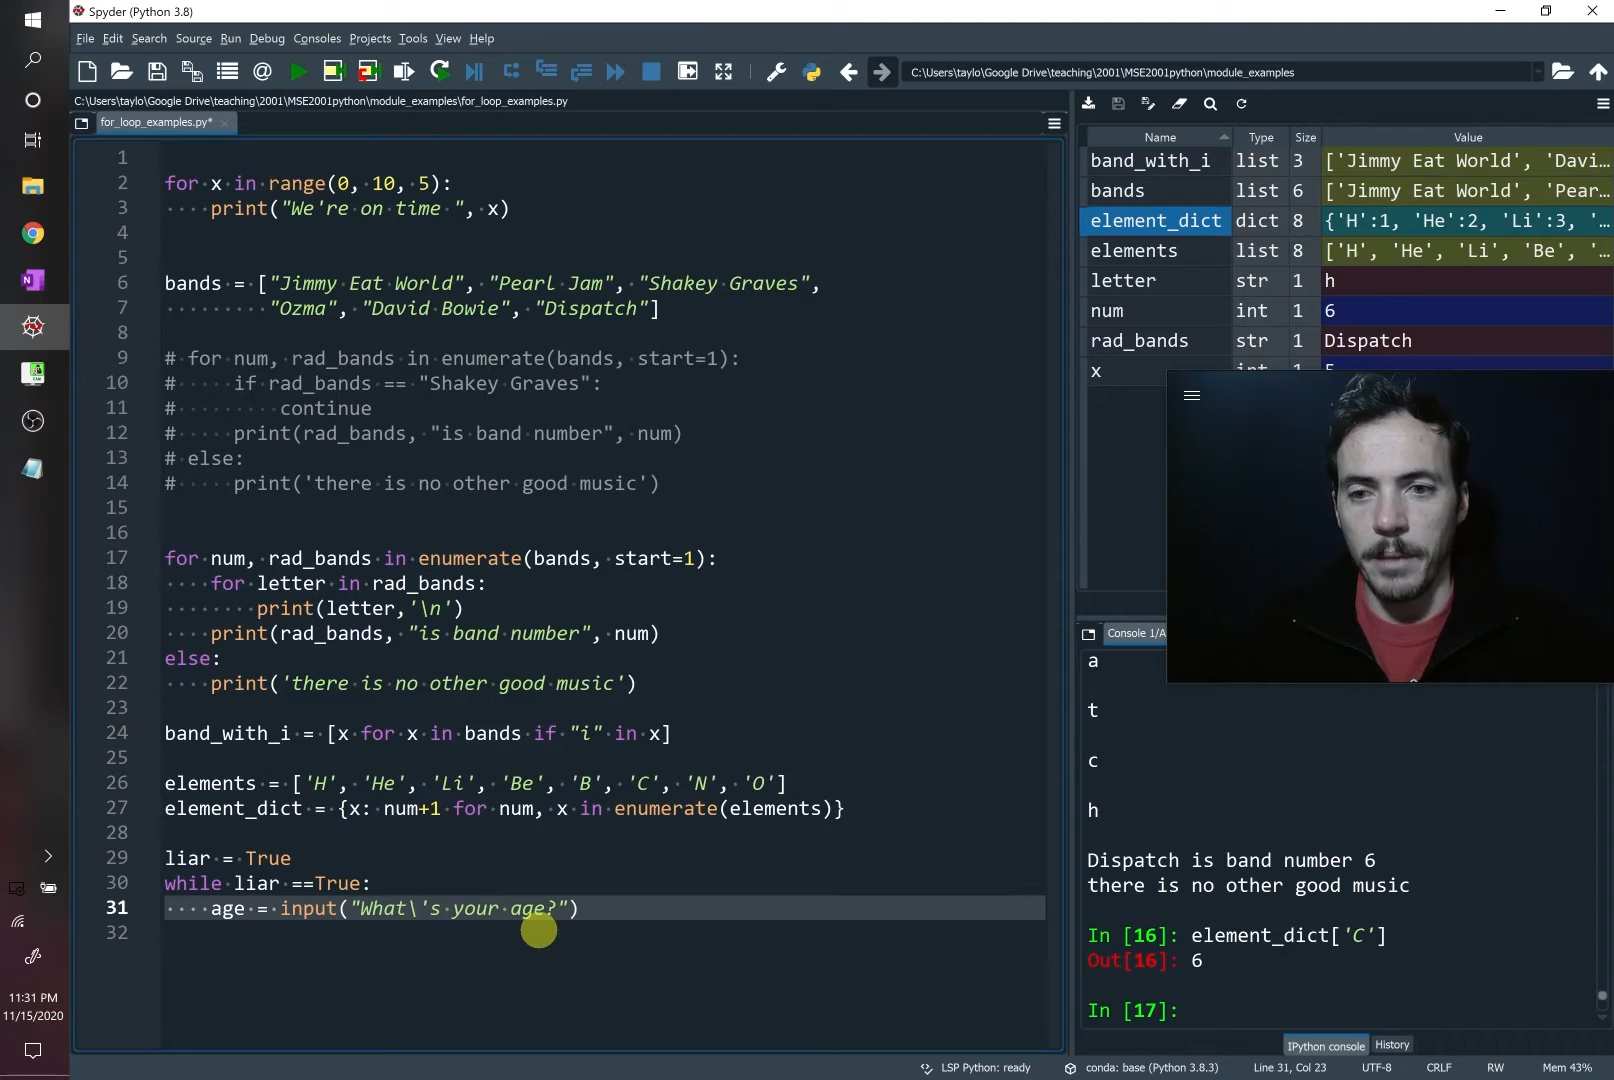 Spyder (Python 3.8)
File Edit Search Source Run Debug Consoles Projects Tools View Help
C:\Users\taylo\Google Drive\teaching\2001\MSE2001python\module_examples
C:\Users\taylo\Google Drive\teaching\2001\MSE2001python\module_examples\for_loop_examples.py
for_loop_examples.py*
1
2 for x in range(0, 10, 5):
3 print("We're on time ", x)
4
5
6 bands = ["Jimmy Eat World", "Pearl Jam", "Shakey Graves",
7 "Ozma", "David Bowie", "Dispatch"]
8
9 # for num, rad_bands in enumerate(bands, start=1):
10 # if rad_bands == "Shakey Graves":
11 # continue
12 # print(rad_bands, "is band number", num)
13 # else:
14 # print('there is no other good music')
15
16
17 for num, rad_bands in enumerate(bands, start=1):
18 for letter in rad_bands:
19 print(letter,'\n')
20 print(rad_bands, "is band number", num)
21 else:
22 print('there is no other good music')
23
24 band_with_i = [x for x in bands if "i" in x]
25
26 elements = ['H', 'He', 'Li', 'Be', 'B', 'C', 'N', 'O']
27 element_dict = {x: num+1 for num, x in enumerate(elements)}
28
29 liar = True
30 while liar ==True:
31 age = input("What\'s your age?")
32
Name Type Size Value
band_with_i list 3 ['Jimmy Eat World', 'Davi...
bands list 6 ['Jimmy Eat World', 'Pear...
element_dict dict 8 {'H':1, 'He':2, 'Li':3, '...
elements list 8 ['H', 'He', 'Li', 'Be', '...
letter str 1 h
num int 1 6
rad_bands str 1 Dispatch
x int 1 5
Console 1/A
a
t
c
h
Dispatch is band number 6
there is no other good music
In [16]: element_dict['C']
Out[16]: 6
In [17]:
IPython console History
11:31 PM
11/15/2020
LSP Python: ready conda: base (Python 3.8.3) Line 31, Col 23 UTF-8 CRLF RW Mem 43%